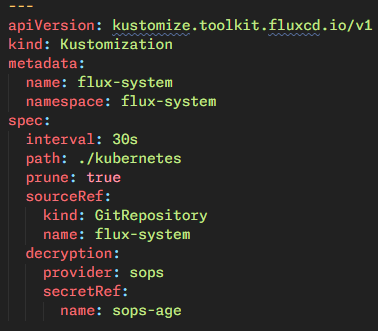 ---
apiVersion: kustomize.toolkit.fluxcd.io/v1
kind: Kustomization
metadata:
  name: flux-system
  namespace: flux-system
spec:
  interval: 30s
  path: ./kubernetes
  prune: true
  sourceRef:
    kind: GitRepository
    name: flux-system
  decryption:
    provider: sops
    secretRef:
      name: sops-age